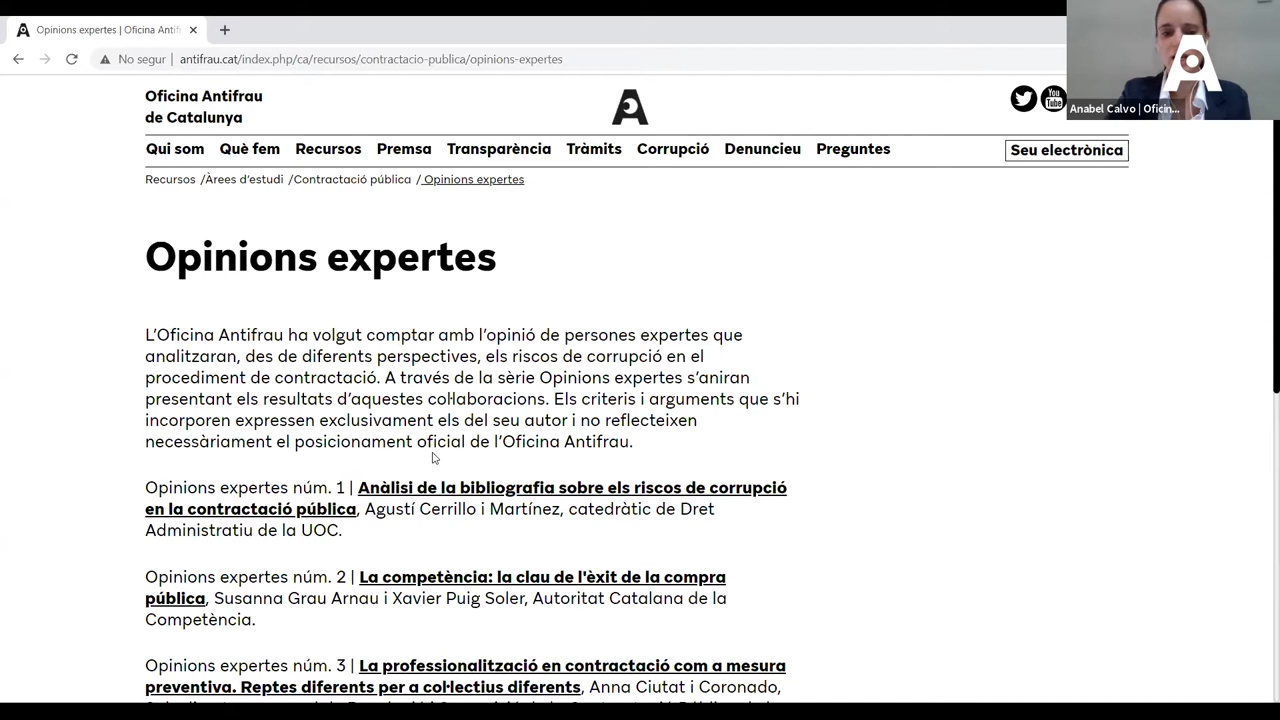 Opinions expertes | Oficina Antif
No segur
antifrau.cat/index.php/ca/recursos/contractacio-publica/opinions-expertes
Anabel Calvo | Oficin...
Oficina Antifrau
de Catalunya
You
Tube
Qui som Què fem Recursos Premsa Transparència Tràmits Corrupció Denuncieu Preguntes
Seu electrònica
Recursos /Àrees d'estudi /Contractació pública / Opinions expertes
Opinions expertes
L'Oficina Antifrau ha volgut comptar amb l'opinió de persones expertes que
analitzaran, des de diferents perspectives, els riscos de corrupció en el
procediment de contractació. A través de la sèrie Opinions expertes s'aniran
presentant els resultats d'aquestes col·laboracions. Els criteris i arguments que s'hi
incorporen expressen exclusivament els del seu autor i no reflecteixen
necessàriament el posicionament oficial de l'Oficina Antifrau.
Opinions expertes núm. 1 | Anàlisi de la bibliografia sobre els riscos de corrupció
en la contractació pública, Agustí Cerrillo i Martínez, catedràtic de Dret
Administratiu de la UOC.
Opinions expertes núm. 2 | La competència: la clau de l'èxit de la compra
pública, Susanna Grau Arnau i Xavier Puig Soler, Autoritat Catalana de la
Competència.
Opinions expertes núm. 3 | La professionalització en contractació com a mesura
preventiva. Reptes diferents per a col·lectius diferents, Anna Ciutat i Coronado,